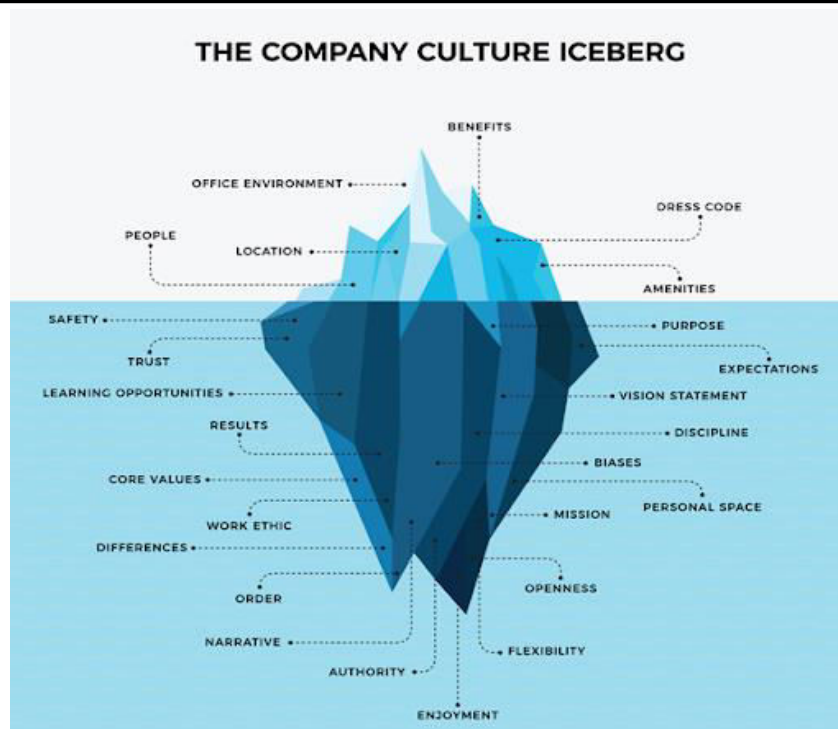 THE COMPANY CULTURE ICEBERG
BENEFITS
OFFICE ENVIRONMENT
DRESS CODE
PEOPLE
LOCATION
AMENITIES
SAFETY
PURPOSE
TRUST
EXPECTATIONS
LEARNING OPPORTUNITIES
VISION STATEMENT
RESULTS
DISCIPLINE
BIASES
CORE VALUES
PERSONAL SPACE
MISSION
WORK ETHIC
DIFFERENCES
OPENNESS
ORDER
NARRATIVE
FLEXIBILITY
AUTHORITY
ENJOYMENT